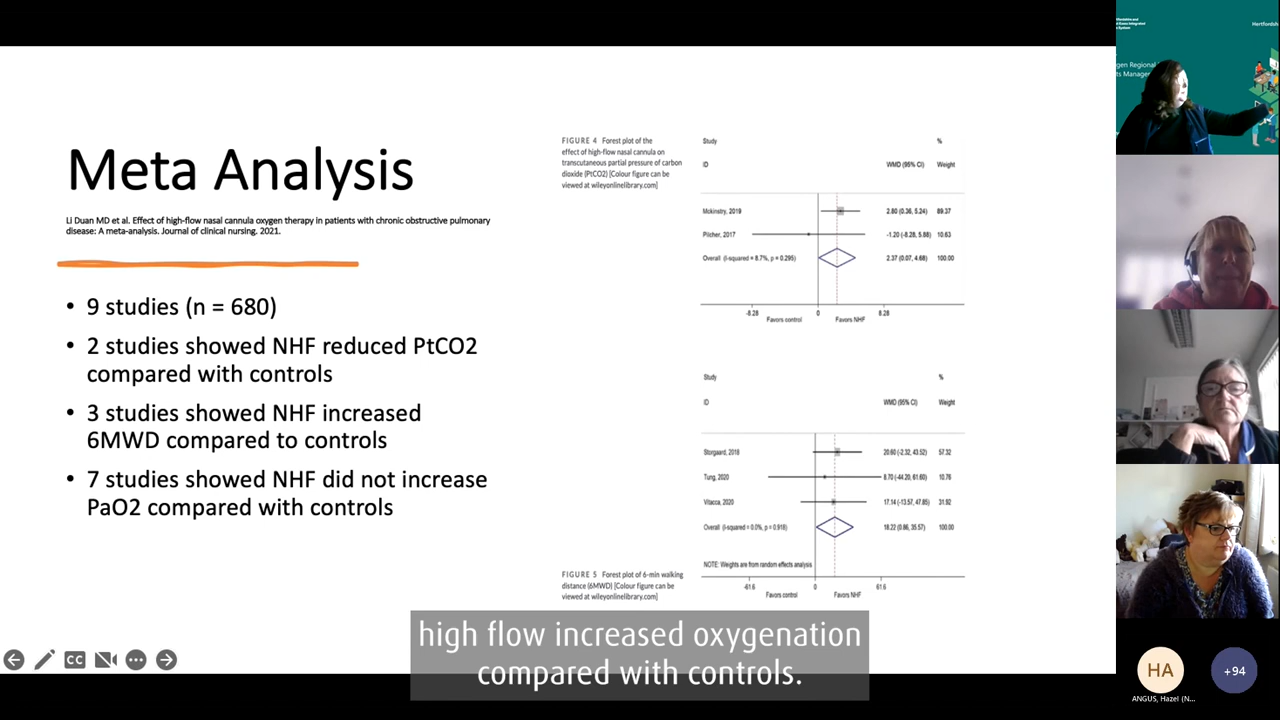 Meta Analysis
Li Duan MD et al. Effect of high-flow nasal cannula oxygen therapy in patients with chronic obstructive pulmonary
disease: A meta-analysis. Journal of clinical nursing. 2021.
• 9 studies (n = 680)
• 2 studies showed NHF reduced PtCO2
compared with controls
• 3 studies showed NHF increased
6MWD compared to controls
• 7 studies showed NHF did not increase
PaO2 compared with controls
FIGURE 4 Forest plot of the
effect of high-flow nasal cannula on
transcutaneous partial pressure of carbon
dioxide (PtCO2) [Colour figure can be
viewed at wileyonlinelibrary.com]
Study %
ID WMD (95% CI) Weight
Mckinstry, 2019 2.80 (0.36, 5.24) 89.37
Pilcher, 2017 -1.20 (-8.28, 5.88) 10.63
Overall (I-squared = 8.7%, p = 0.295) 2.37 (0.07, 4.68) 100.00
-8.28 0 8.28
Favors control Favors NHF
Study %
ID WMD (95% CI) Weight
Storgaard, 2018 20.60 (-2.32, 43.52) 57.32
Tung, 2020 8.70 (-44.20, 61.60) 10.76
Vitacca, 2020 17.14 (-13.57, 47.85) 31.92
Overall (I-squared = 0.0%, p = 0.918) 18.22 (0.86, 35.57) 100.00
NOTE: Weights are from random effects analysis
-61.6 0 61.6
Favors control Favors NHF
FIGURE 5 Forest plot of 6-min walking
distance (6MWD) [Colour figure can be
viewed at wileyonlinelibrary.com]
high flow increased oxygenation
compared with controls.
CC
System
Hertfordsh
gen Regional
ts Manage
HA
+94
ANGUS, Hazel (N...